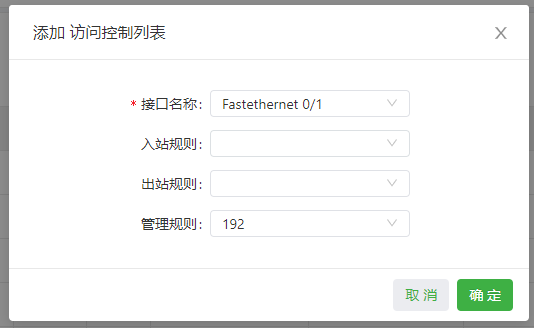 添加 访问控制列表
* 接口名称: Fastethernet 0/1
入站规则:
出站规则:
管理规则: 192
取 消 确 定